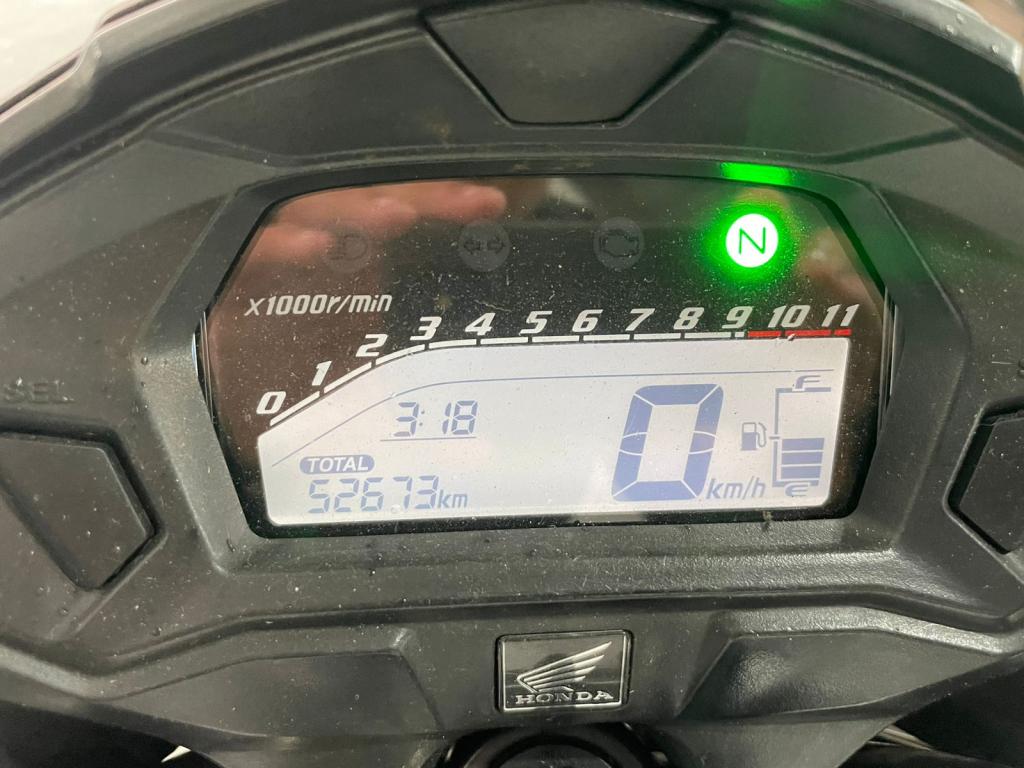 N
x1000r/min
0 1 2 3 4 5 6 7 8 9 10 11
SEL
3:18
F
TOTAL
52673km
0 km/h
E
HONDA